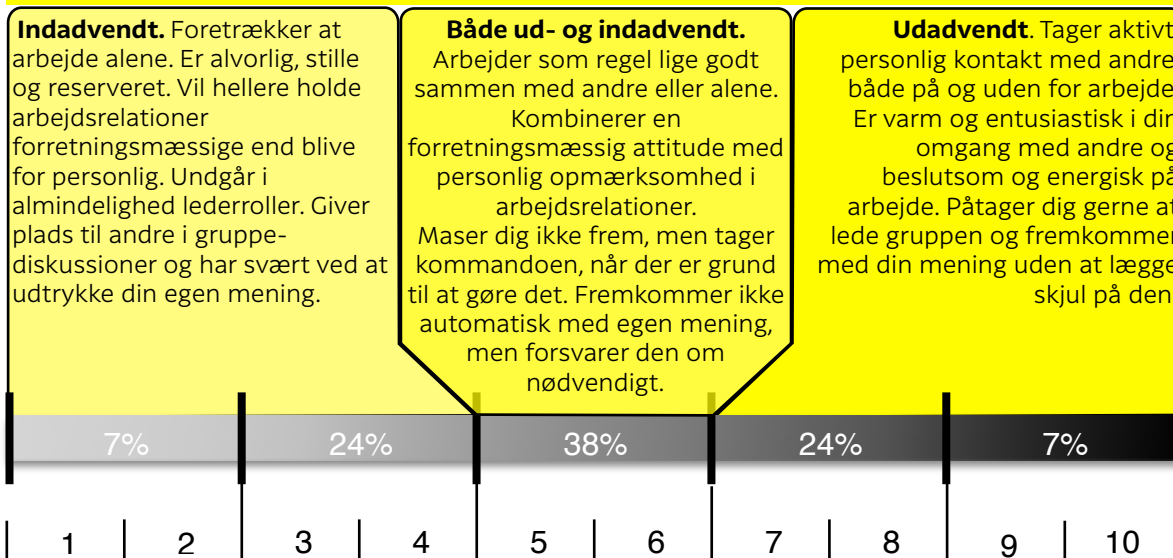 Indadvendt. Foretrækker at
arbejde alene. Er alvorlig, stille
og reserveret. Vil hellere holde
arbejdsrelationer
forretningsmæssige end blive
for personlig. Undgår i
almindelighed lederroller. Giver
plads til andre i gruppe-
diskussioner og har svært ved at
udtrykke din egen mening.
Både ud- og indadvendt.
Arbejder som regel lige godt
sammen med andre eller alene.
Kombinerer en
forretningsmæssig attitude med
personlig opmærksomhed i
arbejdsrelationer.
Maser dig ikke frem, men tager
kommandoen, når der er grund
til at gøre det. Fremkommer ikke
automatisk med egen mening,
men forsvarer den om
nødvendigt.
Udadvendt. Tager aktivt
personlig kontakt med andre
både på og uden for arbejde
Er varm og entusiastisk i din
omgang med andre og
beslutsom og energisk på
arbejde. Påtager dig gerne at
lede gruppen og fremkommer
med din mening uden at lægge
skjul på den
7% 24% 38% 24% 7%
1 2 3 4 5 6 7 8 9 10